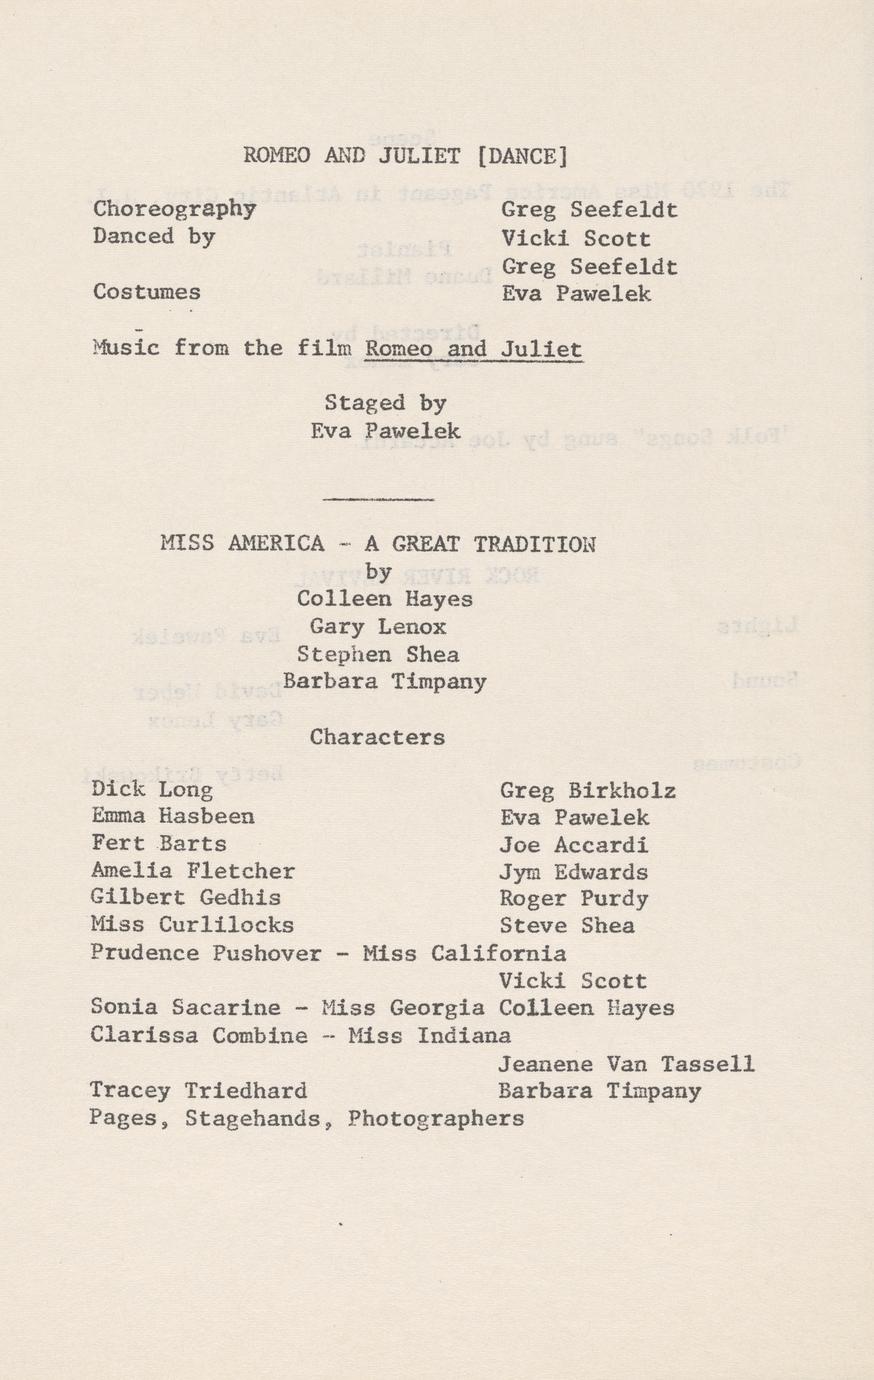 ROMEO AND JULIET [DANCE]
Choreography Greg Seefeldt
Danced by Vicki Scott
Greg Seefeldt
Costumes Eva Pawelek
Music from the film Romeo and Juliet
Staged by
Eva Pawelek
MISS AMERICA - A GREAT TRADITION
by
Colleen Hayes
Gary Lenox
Stephen Shea
Barbara Timpany
Characters
Dick Long Greg Birkholz
Emma Hasbeen Eva Pawelek
Fert Barts Joe Accardi
Amelia Fletcher Jym Edwards
Gilbert Gedhis Roger Purdy
Miss Curlilocks Steve Shea
Prudence Pushover - Miss California
Vicki Scott
Sonia Sacarine - Miss Georgia Colleen Hayes
Clarissa Combine - Miss Indiana
Jeanene Van Tassell
Tracey Triedhard Barbara Timpany
Pages, Stagehands, Photographers